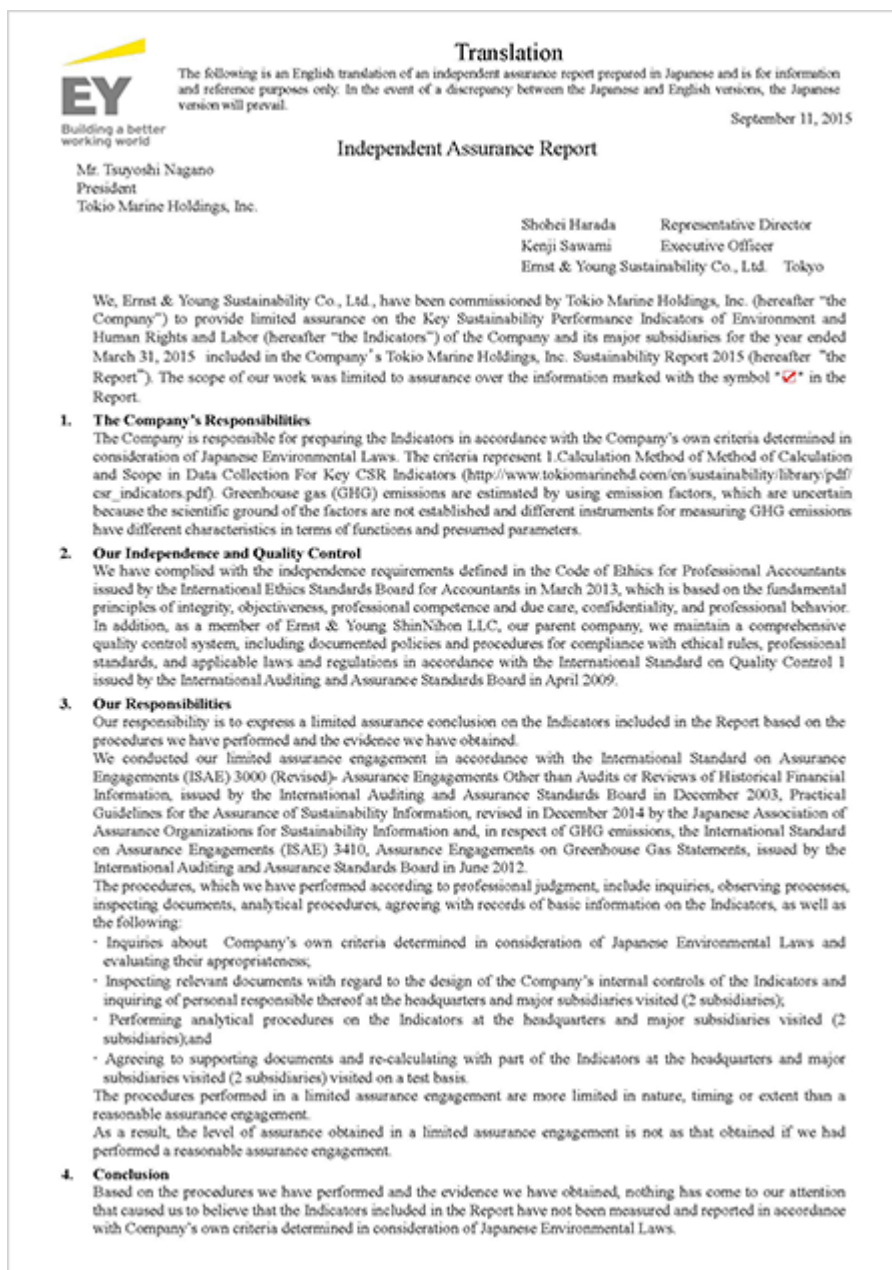 Translation
The following is an English translation of an independent assurance report prepared in Japanese and is for information
and reference purposes only. In the event of a discrepancy between the Japanese and English versions, the Japanese
version will prevail.
EY
Building a better
working world
September 11, 2015
Independent Assurance Report
Mr. Tsuyoshi Nagano
President
Tokio Marine Holdings, Inc.
Shohei Harada Representative Director
Kenji Sawami Executive Officer
Ernst & Young Sustainability Co., Ltd. Tokyo
We, Ernst & Young Sustainability Co., Ltd., have been commissioned by Tokio Marine Holdings, Inc. (hereafter "the
Company") to provide limited assurance on the Key Sustainability Performance Indicators of Environment and
Human Rights and Labor (hereafter "the Indicators") of the Company and its major subsidiaries for the year ended
March 31, 2015 included in the Company's Tokio Marine Holdings, Inc. Sustainability Report 2015 (hereafter "the
Report"). The scope of our work was limited to assurance over the information marked with the symbol "☑" in the
Report.
1. The Company's Responsibilities
The Company is responsible for preparing the Indicators in accordance with the Company's own criteria determined in
consideration of Japanese Environmental Laws. The criteria represent 1.Calculation Method of Method of Calculation
and Scope in Data Collection For Key CSR Indicators (http://www.tokiomarinehd.com/en/sustainability/library/pdf/
csr_indicators.pdf). Greenhouse gas (GHG) emissions are estimated by using emission factors, which are uncertain
because the scientific ground of the factors are not established and different instruments for measuring GHG emissions
have different characteristics in terms of functions and presumed parameters.
2. Our Independence and Quality Control
We have complied with the independence requirements defined in the Code of Ethics for Professional Accountants
issued by the International Ethics Standards Board for Accountants in March 2013, which is based on the fundamental
principles of integrity, objectiveness, professional competence and due care, confidentiality, and professional behavior.
In addition, as a member of Ernst & Young ShinNihon LLC, our parent company, we maintain a comprehensive
quality control system, including documented policies and procedures for compliance with ethical rules, professional
standards, and applicable laws and regulations in accordance with the International Standard on Quality Control 1
issued by the International Auditing and Assurance Standards Board in April 2009.
3. Our Responsibilities
Our responsibility is to express a limited assurance conclusion on the Indicators included in the Report based on the
procedures we have performed and the evidence we have obtained.
We conducted our limited assurance engagement in accordance with the International Standard on Assurance
Engagements (ISAE) 3000 (Revised)- Assurance Engagements Other than Audits or Reviews of Historical Financial
Information, issued by the International Auditing and Assurance Standards Board in December 2003, Practical
Guidelines for the Assurance of Sustainability Information, revised in December 2014 by the Japanese Association of
Assurance Organizations for Sustainability Information and, in respect of GHG emissions, the International Standard
on Assurance Engagements (ISAE) 3410, Assurance Engagements on Greenhouse Gas Statements, issued by the
International Auditing and Assurance Standards Board in June 2012.
The procedures, which we have performed according to professional judgment, include inquiries, observing processes,
inspecting documents, analytical procedures, agreeing with records of basic information on the Indicators, as well as
the following:
· Inquiries about Company's own criteria determined in consideration of Japanese Environmental Laws and
evaluating their appropriateness;
· Inspecting relevant documents with regard to the design of the Company's internal controls of the Indicators and
inquiring of personal responsible thereof at the headquarters and major subsidiaries visited (2 subsidiaries);
· Performing analytical procedures on the Indicators at the headquarters and major subsidiaries visited (2
subsidiaries);and
· Agreeing to supporting documents and re-calculating with part of the Indicators at the headquarters and major
subsidiaries visited (2 subsidiaries) visited on a test basis.
The procedures performed in a limited assurance engagement are more limited in nature, timing or extent than a
reasonable assurance engagement.
As a result, the level of assurance obtained in a limited assurance engagement is not as that obtained if we had
performed a reasonable assurance engagement.
4. Conclusion
Based on the procedures we have performed and the evidence we have obtained, nothing has come to our attention
that caused us to believe that the Indicators included in the Report have not been measured and reported in accordance
with Company's own criteria determined in consideration of Japanese Environmental Laws.